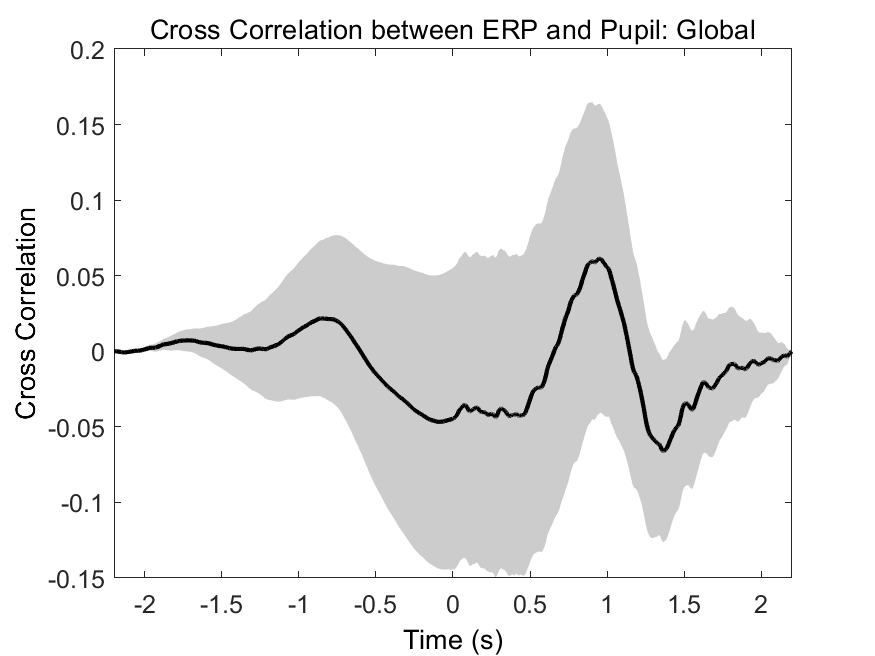 Cross Correlation between ERP and Pupil: Global
0.2
0.15
0.1
0.05
0
-0.05
-0.1
-0.15
Cross Correlation
-2 -1.5 -1 -0.5 0 0.5 1 1.5 2
Time (s)